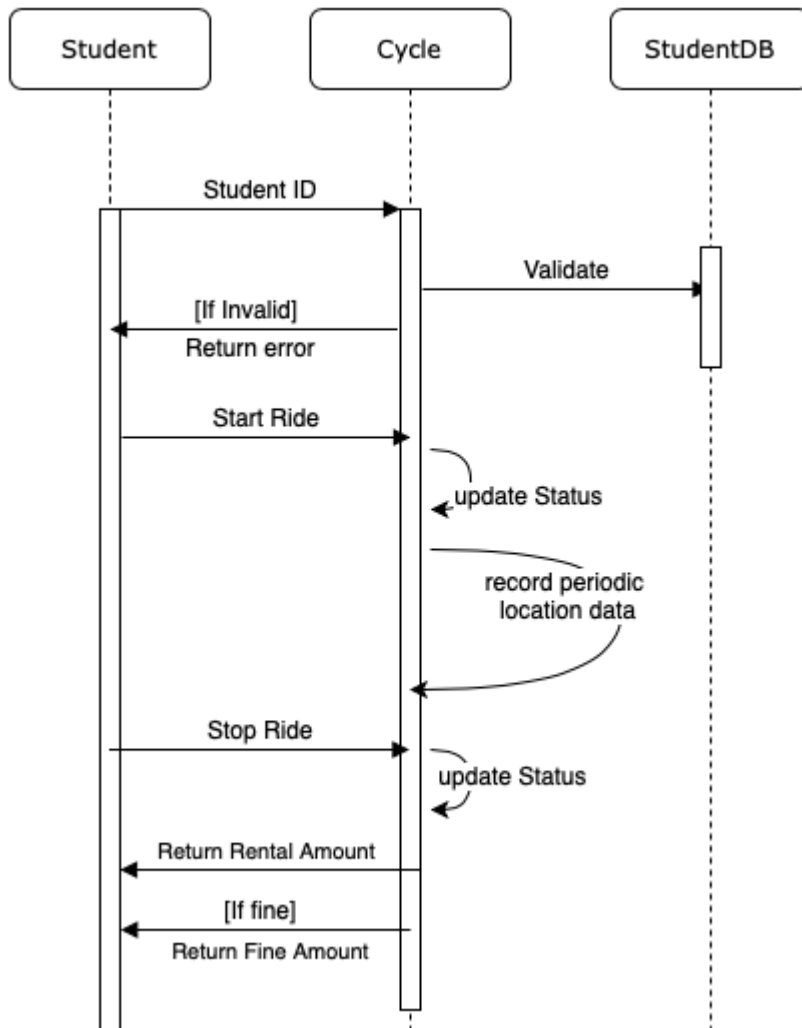 Student
Cycle
StudentDB
Student ID
Validate
[If Invalid]
Return error
Start Ride
update Status
record periodic
location data
Stop Ride
update Status
Return Rental Amount
[If fine]
Return Fine Amount